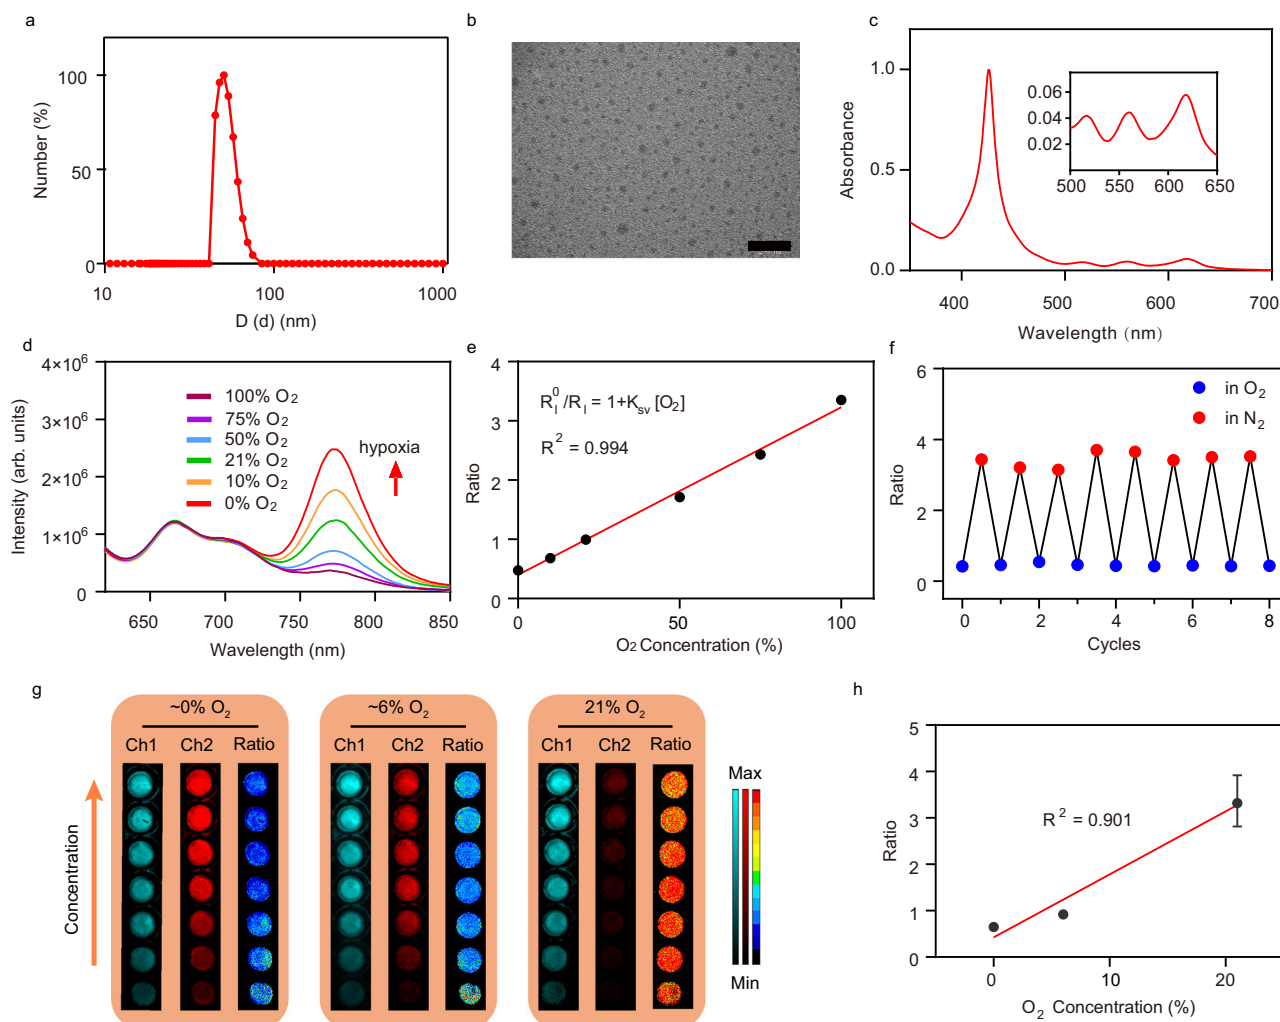 a
100
50
0
Number (%)
10
100
1000
D (d) (nm)
b
c
1.0
0.5
0.0
Absorbance
0.06
0.04
0.02
500
550
600
650
400
500
600
700
Wavelength (nm)
d
4×10⁶
3×10⁶
2×10⁶
1×10⁶
0
Intensity (arb. units)
100% O₂
75% O₂
50% O₂
21% O₂
10% O₂
0% O₂
hypoxia
650
700
750
800
850
Wavelength (nm)
e
4
3
2
1
0
Ratio
R_I^0/R_I = 1+K_sv [O₂]
R² = 0.994
0
50
100
O₂ Concentration (%)
f
6
4
2
0
Ratio
in O₂
in N₂
0
2
4
6
8
Cycles
g
~0% O₂
Ch1 Ch2 Ratio
~6% O₂
Ch1 Ch2 Ratio
21% O₂
Ch1 Ch2 Ratio
Concentration
Max
Min
h
5
4
3
2
1
0
Ratio
R² = 0.901
0
10
20
O₂ Concentration (%)